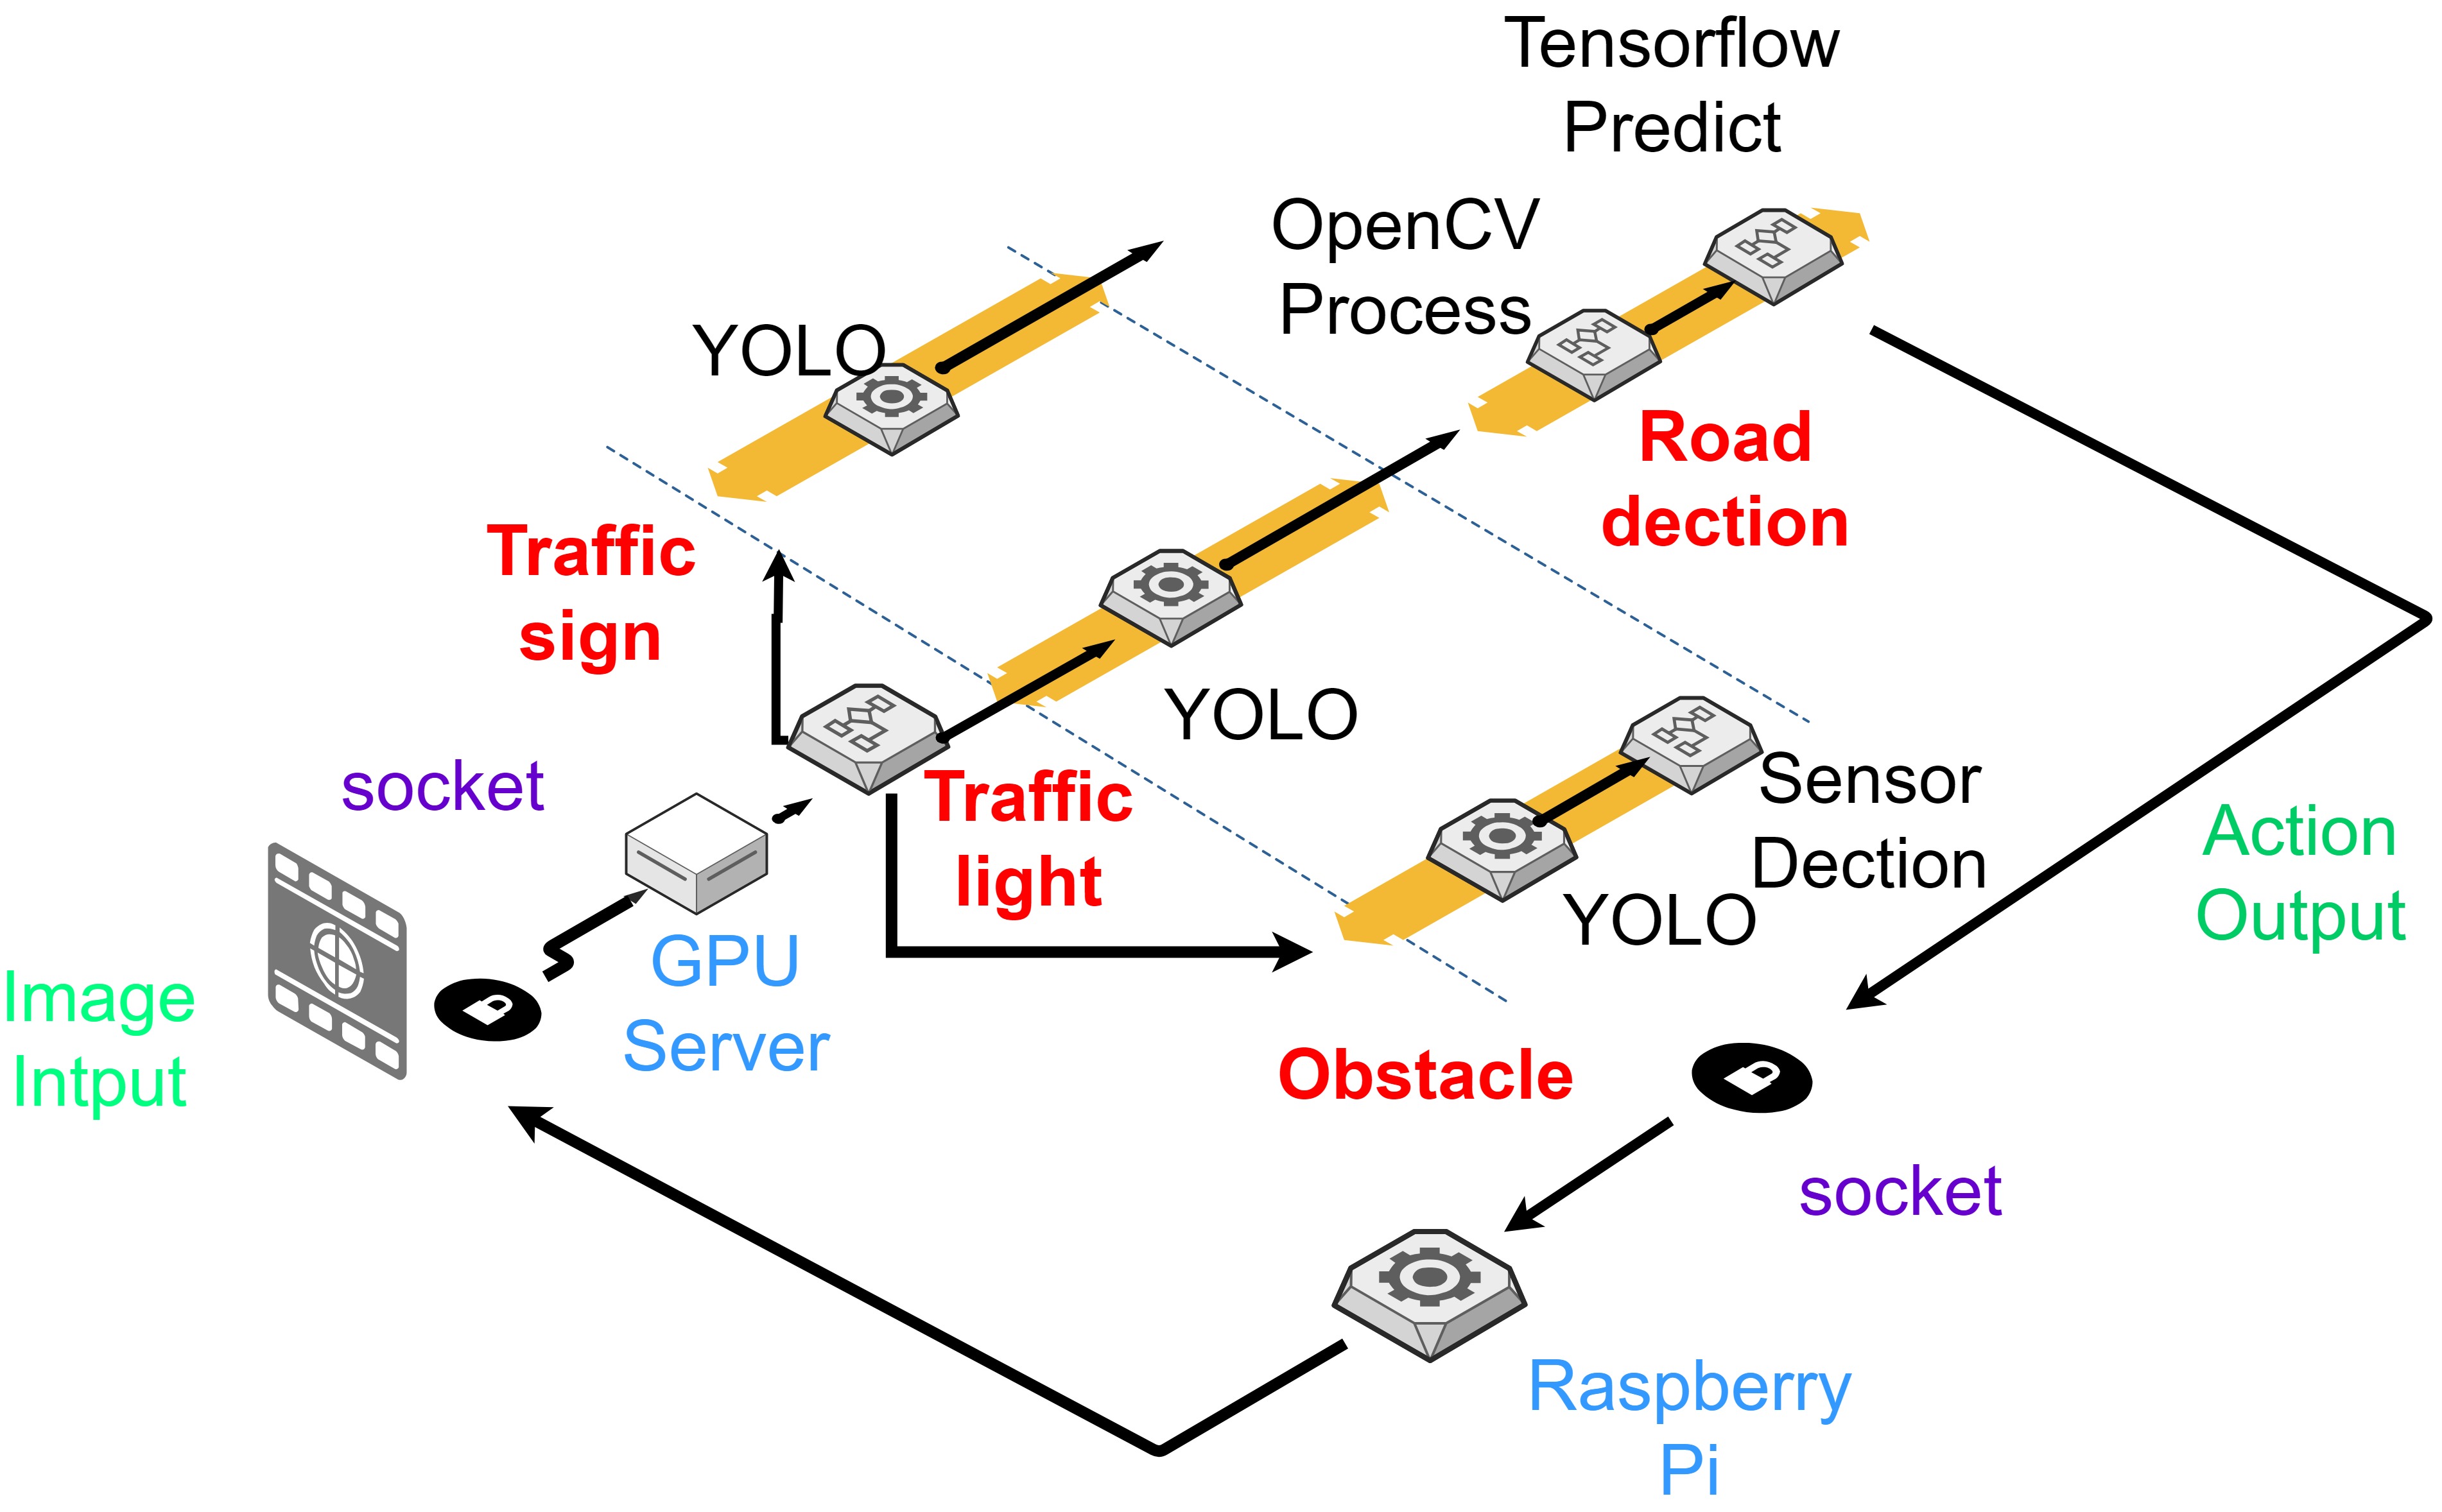 Tensorflow
Predict
OpenCV
Process
YOLO
Road
dection
Traffic
sign
YOLO
socket
Traffic
light
Sensor
Dection
YOLO
Action
Output
GPU
Server
Image
Intput
Obstacle
socket
Raspberry
Pi